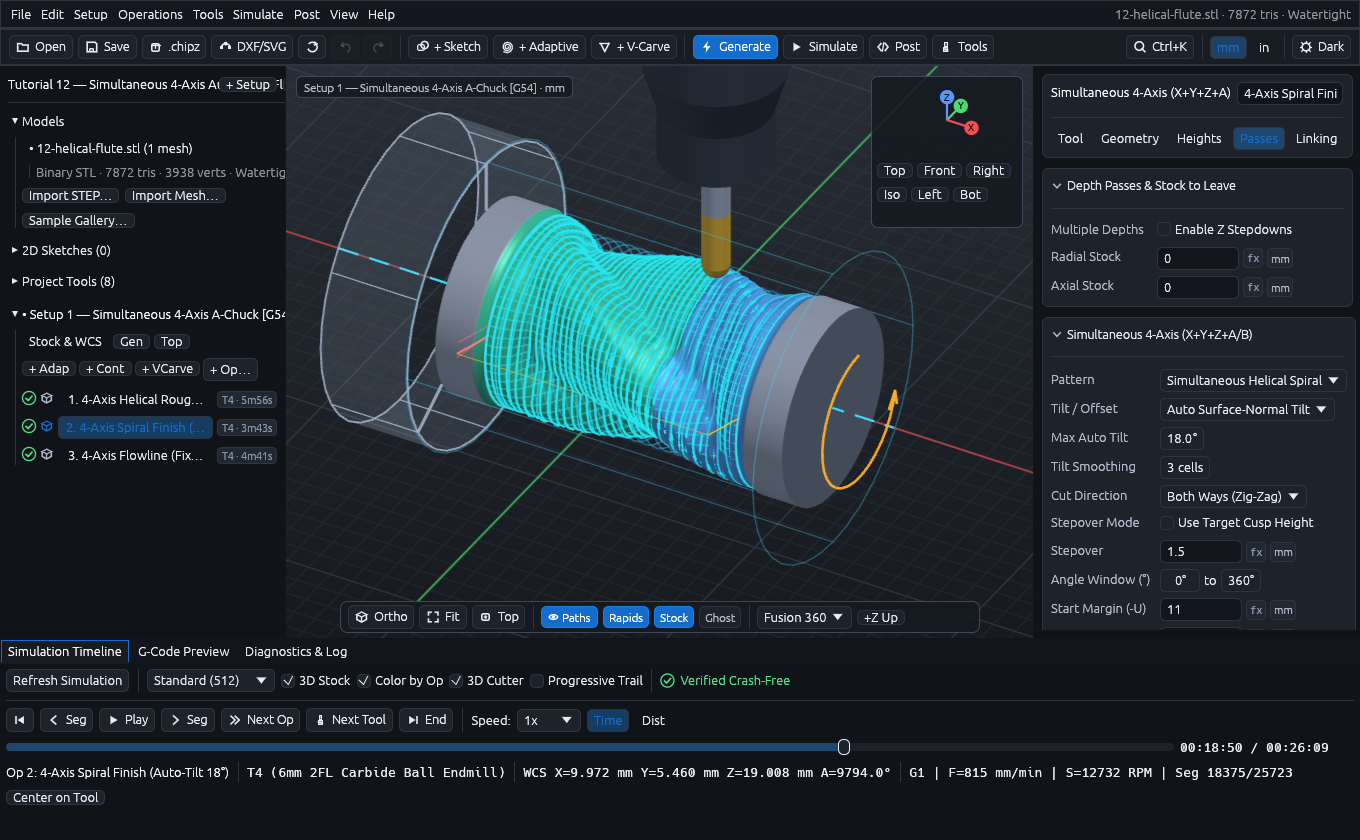 File Edit Setup Operations Tools Simulate Post View Help
12-helical-flute.stl · 7872 tris · Watertight
Open Save .chipz DXF/SVG + Sketch + Adaptive + V-Carve Generate Simulate Post Tools Ctrl+K mm in Dark
Tutorial 12 — Simultaneous 4-Axis + Setup
Models
• 12-helical-flute.stl (1 mesh)
Binary STL · 7872 tris · 3938 verts · Watertig
Import STEP... Import Mesh...
Sample Gallery...
2D Sketches (0)
Project Tools (8)
• Setup 1 — Simultaneous 4-Axis A-Chuck [G54
Stock & WCS Gen Top
+ Adap + Cont + VCarve + Op...
1. 4-Axis Helical Roug... T4 · 5m56s
2. 4-Axis Spiral Finish (... T4 · 3m43s
3. 4-Axis Flowline (Fix... T4 · 4m41s
Setup 1 — Simultaneous 4-Axis A-Chuck [G54] · mm
Z
Y
X
Top Front Right
Iso Left Bot
Ortho Fit Top Paths Rapids Stock Ghost Fusion 360 +Z Up
Simultaneous 4-Axis (X+Y+Z+A) 4-Axis Spiral Fini
Tool Geometry Heights Passes Linking
Depth Passes & Stock to Leave
Multiple Depths Enable Z Stepdowns
Radial Stock 0 fx mm
Axial Stock 0 fx mm
Simultaneous 4-Axis (X+Y+Z+A/B)
Pattern Simultaneous Helical Spiral
Tilt / Offset Auto Surface-Normal Tilt
Max Auto Tilt 18.0°
Tilt Smoothing 3 cells
Cut Direction Both Ways (Zig-Zag)
Stepover Mode Use Target Cusp Height
Stepover 1.5 fx mm
Angle Window (°) 0° to 360°
Start Margin (-U) 11 fx mm
Simulation Timeline G-Code Preview Diagnostics & Log
Refresh Simulation Standard (512) 3D Stock Color by Op 3D Cutter Progressive Trail Verified Crash-Free
Seg Play Seg Next Op Next Tool End Speed: 1x Time Dist
00:18:50 / 00:26:09
Op 2: 4-Axis Spiral Finish (Auto-Tilt 18°) T4 (6mm 2FL Carbide Ball Endmill) WCS X=9.972 mm Y=5.460 mm Z=19.008 mm A=9794.0° G1 | F=815 mm/min | S=12732 RPM | Seg 18375/25723
Center on Tool